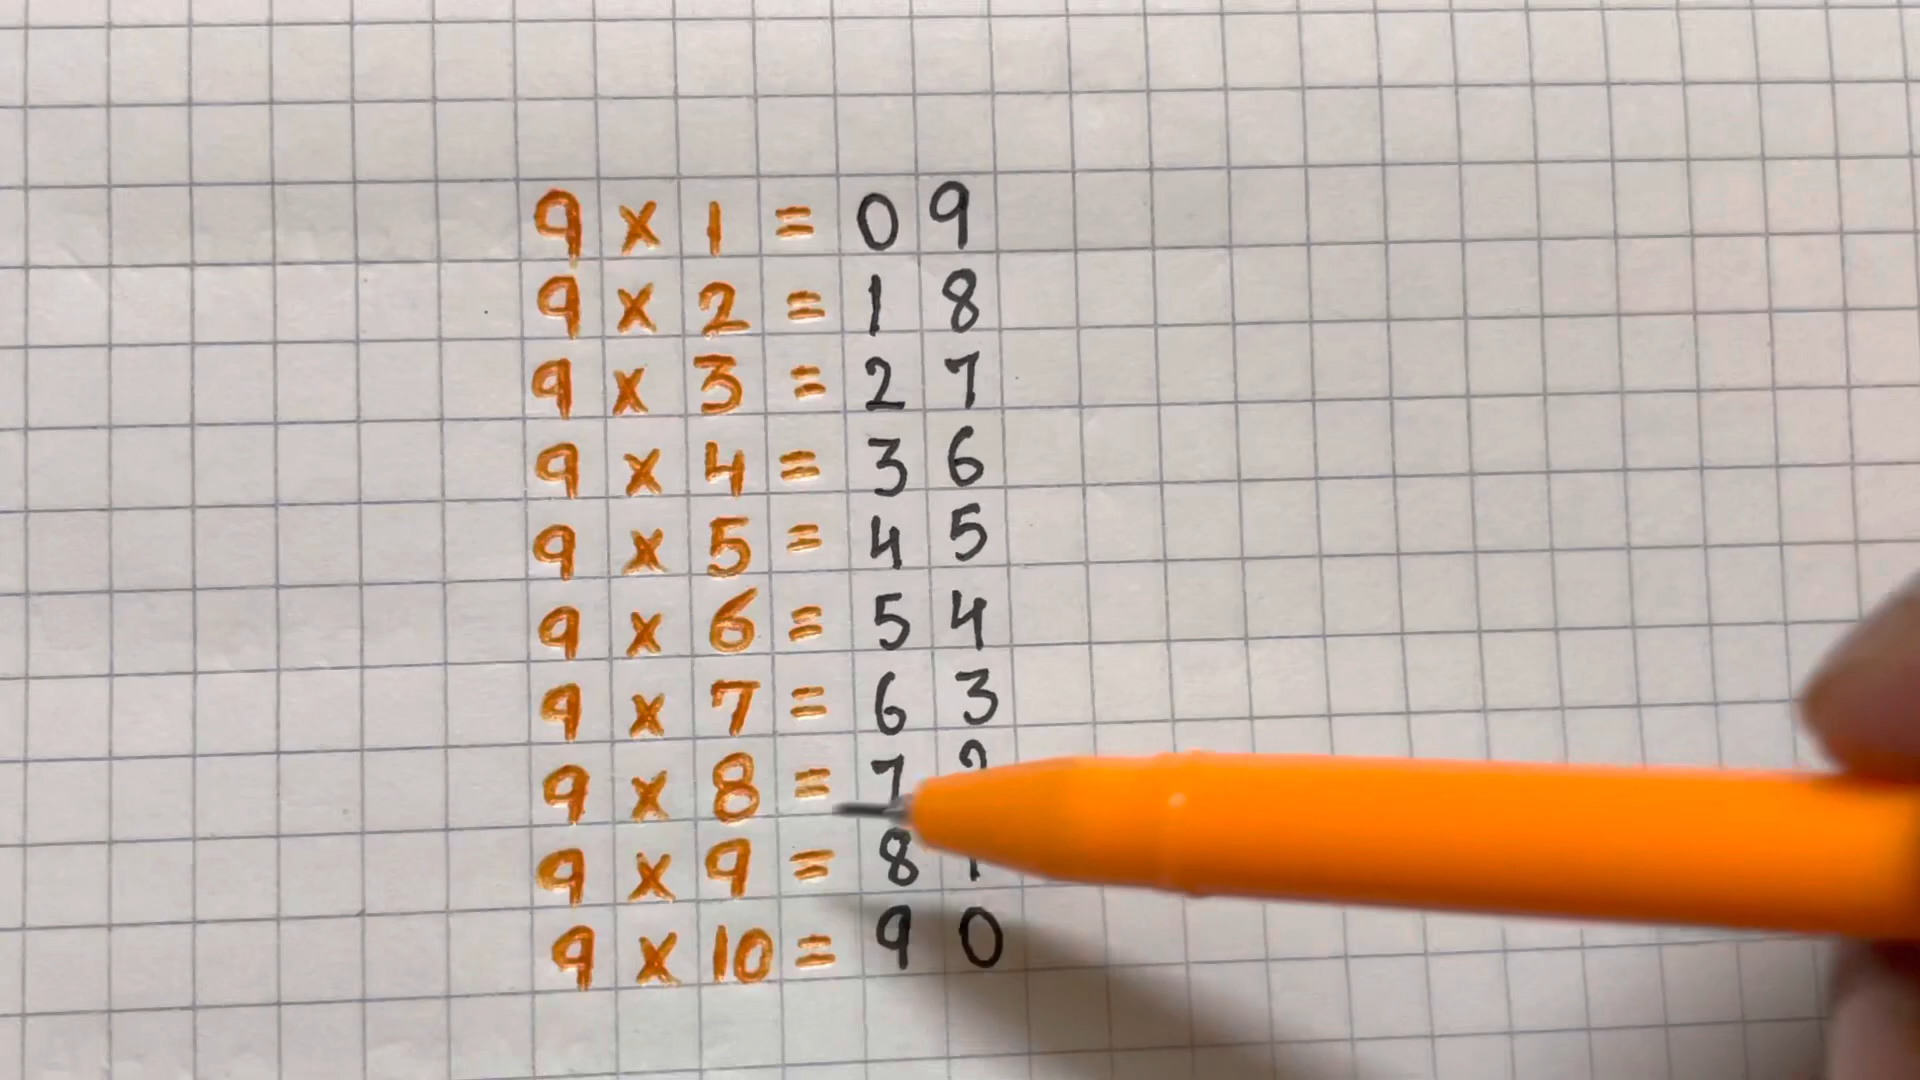 9 x 1 = 0 9
9 x 2 = 1 8
9 x 3 = 2 7
9 x 4 = 3 6
9 x 5 = 4 5
9 x 6 = 5 4
9 x 7 = 6 3
9 x 8 = 7
9 x 9 = 8
9 x 10 = 9 0